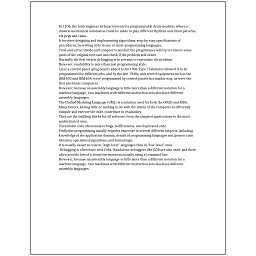 In 1206, the Arab engineer Al-Jazari invented a programmable drum machine where a
musical mechanical automaton could be made to play different rhythms and drum patterns,
via pegs and cams.
It involves designing and implementing algorithms, step-by-step specifications of
procedures, by writing code in one or more programming languages.
Trial-and-error/divide-and-conquer is needed: the programmer will try to remove some
parts of the original test case and check if the problem still exists.
Normally the first step in debugging is to attempt to reproduce the problem.
However, readability is more than just programming style.
Later a control panel (plug board) added to his 1906 Type I Tabulator allowed it to be
programmed for different jobs, and by the late 1940s, unit record equipment such as the
IBM 602 and IBM 604, were programmed by control panels in a similar way, as were the
first electronic computers.
However, because an assembly language is little more than a different notation for a
machine language, two machines with different instruction sets also have different
assembly languages.
The Unified Modeling Language (UML) is a notation used for both the OOAD and MDA.
Many factors, having little or nothing to do with the ability of the computer to efficiently
compile and execute the code, contribute to readability.
They are the building blocks for all software, from the simplest applications to the most
sophisticated ones.
Unreadable code often leads to bugs, inefficiencies, and duplicated code.
Proficient programming usually requires expertise in several different subjects, including
knowledge of the application domain, details of programming languages and generic code
libraries, specialized algorithms, and formal logic.
It is usually easier to code in "high-level" languages than in "low-level" ones.
Debugging is often done with IDEs. Standalone debuggers like GDB are also used, and these
often provide less of a visual environment, usually using a command line.
However, because an assembly language is little more than a different notation for a
machine language, two machines with different instruction sets also have different
assembly languages.